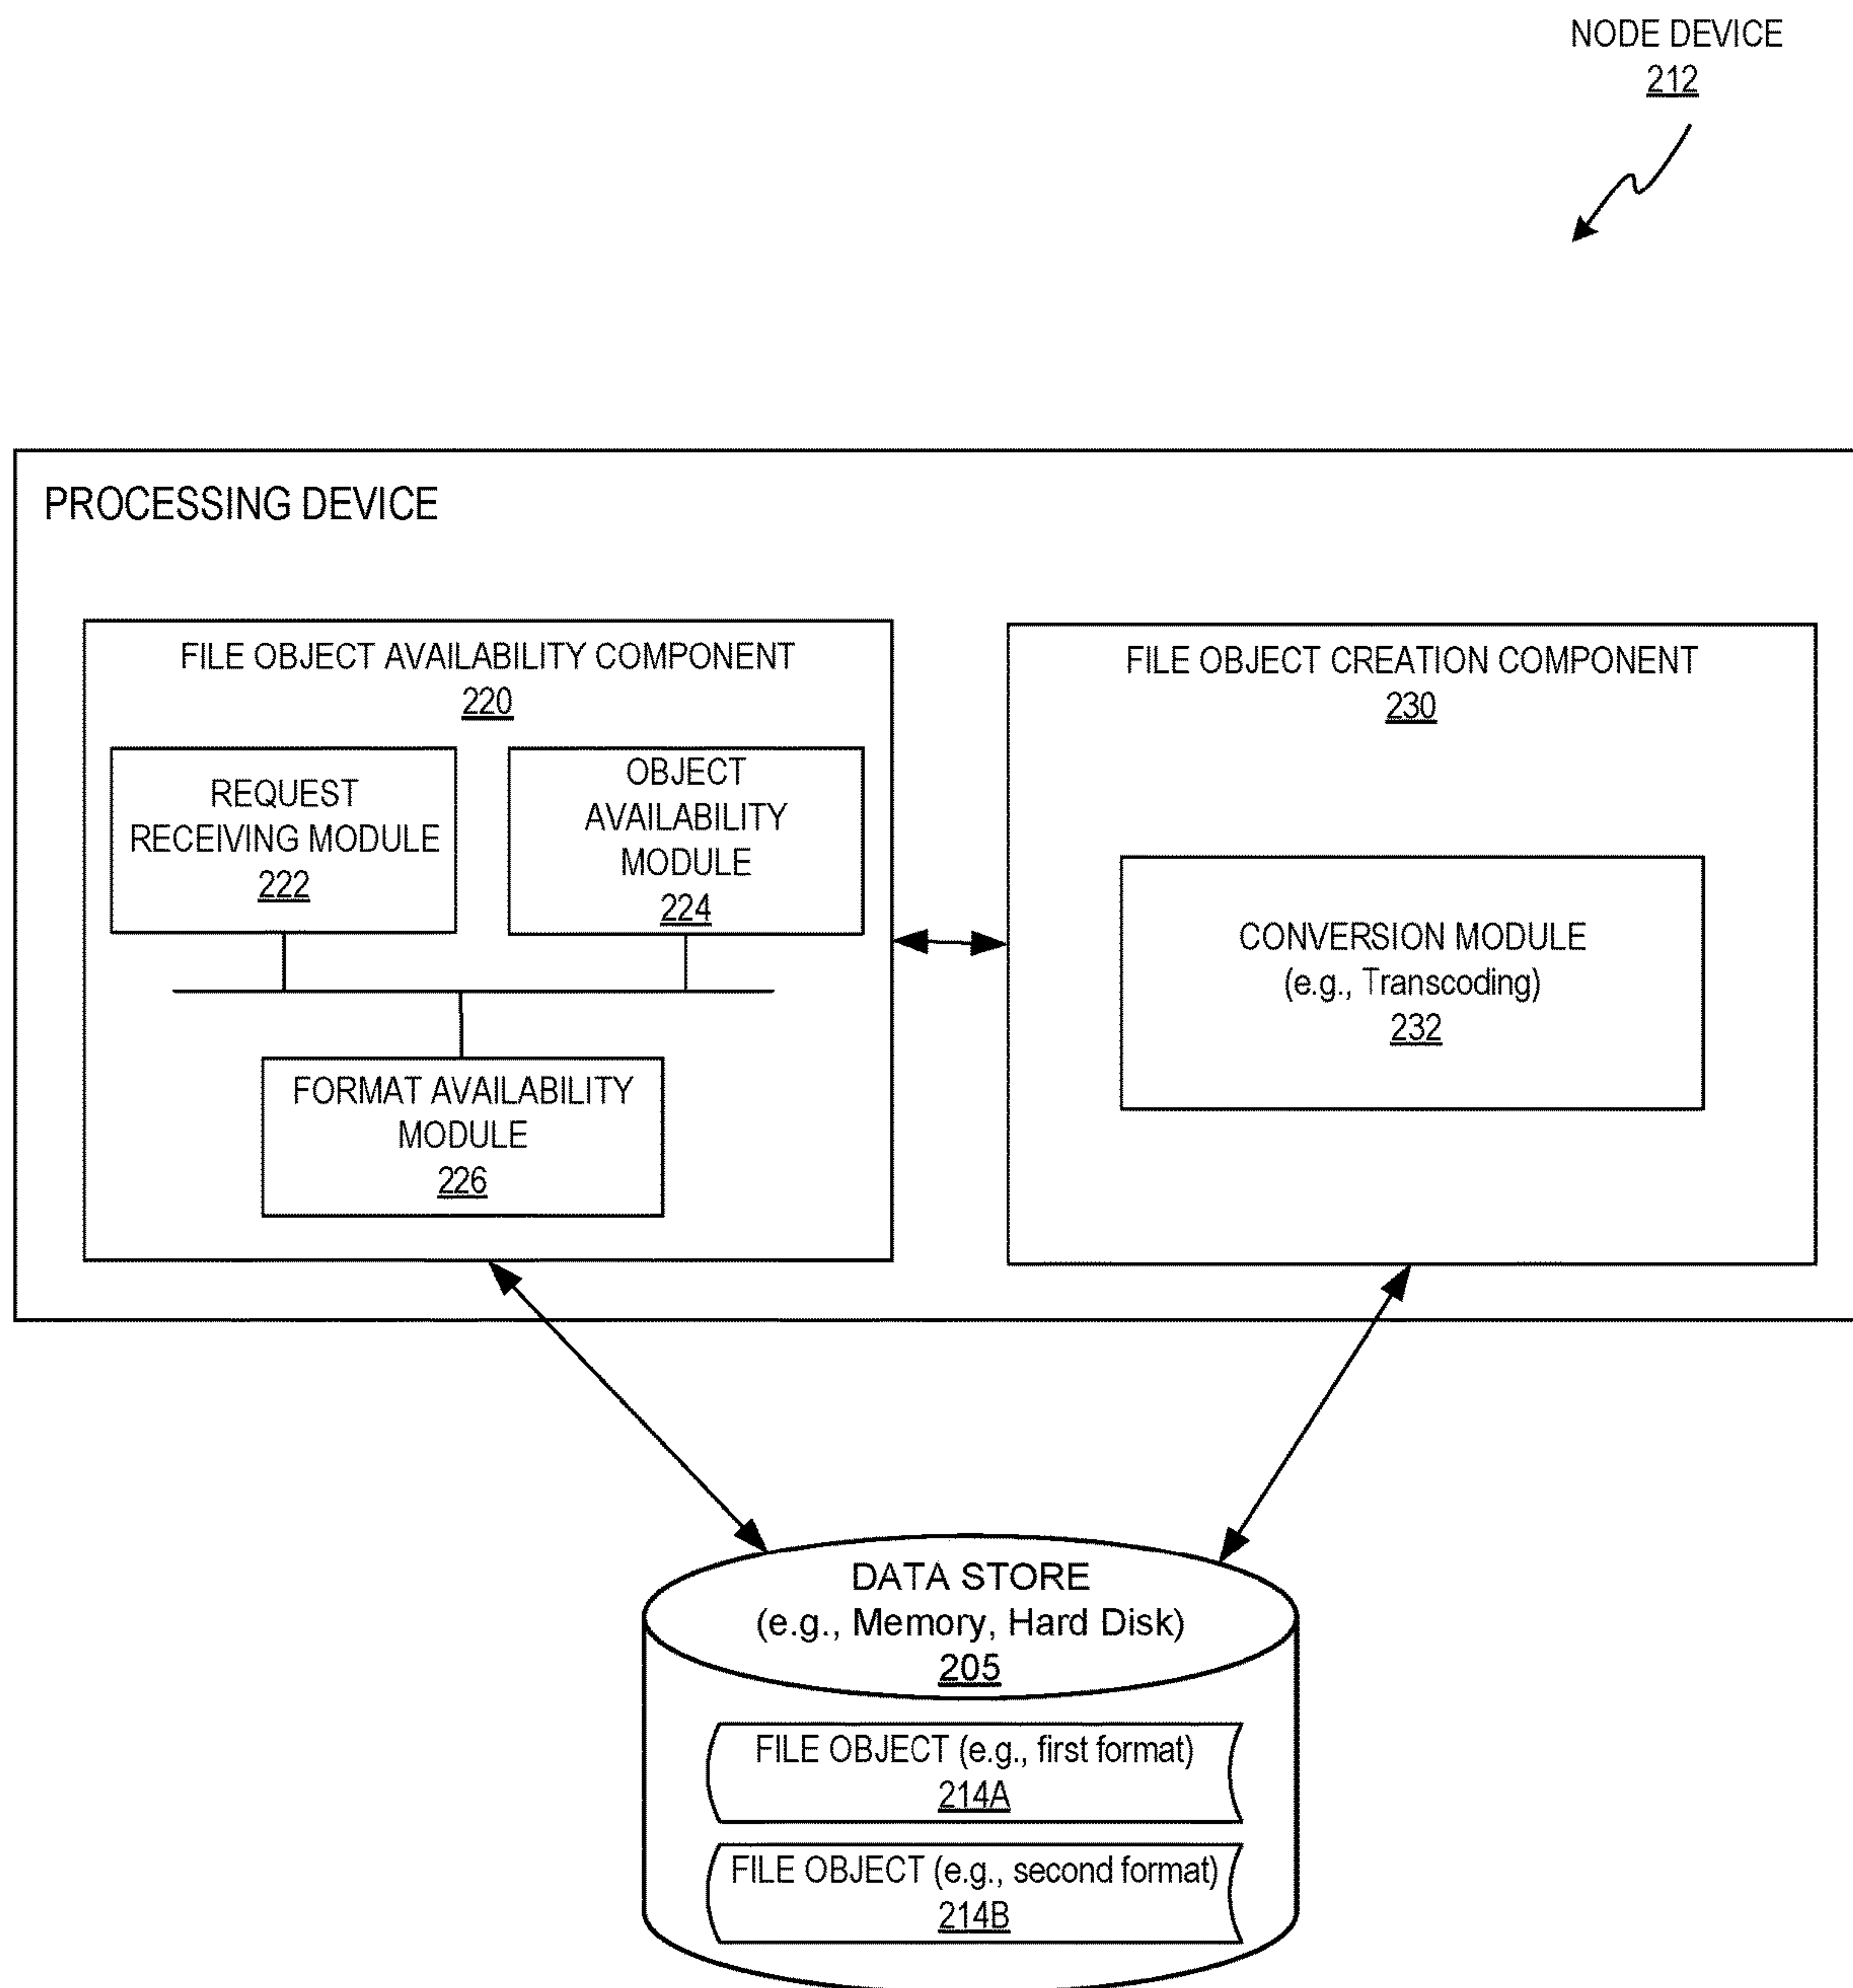 NODE DEVICE
212
PROCESSING DEVICE
FILE OBJECT AVAILABILITY COMPONENT
220
REQUEST
RECEIVING MODULE
222
OBJECT
AVAILABILITY
MODULE
224
FORMAT AVAILABILITY
MODULE
226
FILE OBJECT CREATION COMPONENT
230
CONVERSION MODULE
(e.g., Transcoding)
232
DATA STORE
(e.g., Memory, Hard Disk)
205
FILE OBJECT (e.g., first format)
214A
FILE OBJECT (e.g., second format)
214B